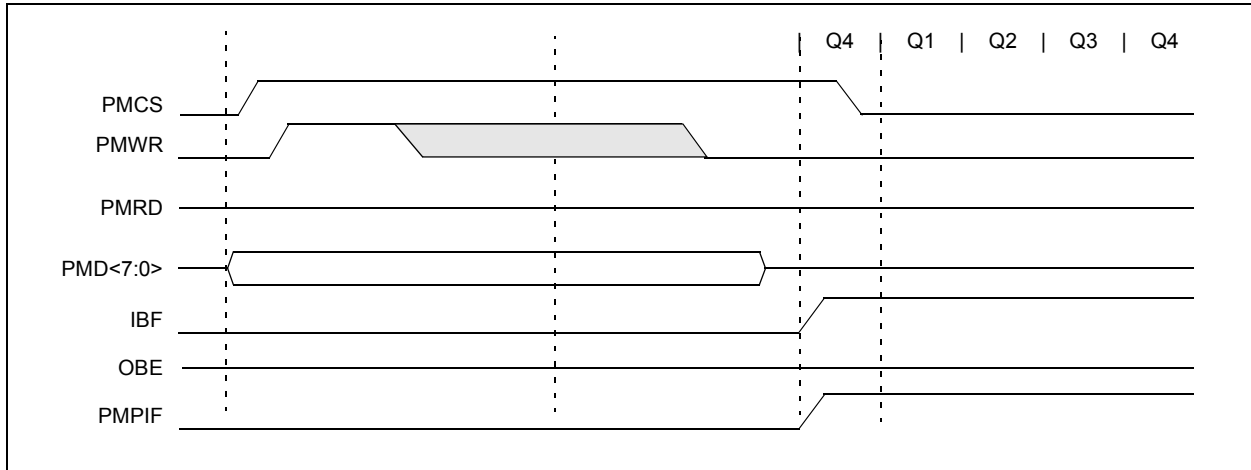 | Q4 | Q1 | Q2 | Q3 | Q4
PMCS
PMWR
PMRD
PMD<7:0>
IBF
OBE
PMPIF